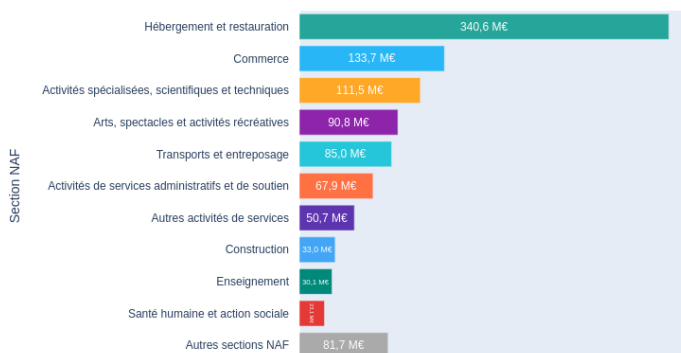 Section NAF
Hébergement et restauration 340,6 M€
Commerce 133,7 M€
Activités spécialisées, scientifiques et techniques 111,5 M€
Arts, spectacles et activités récréatives 90,8 M€
Transports et entreposage 85,0 M€
Activités de services administratifs et de soutien 67,9 M€
Autres activités de services 50,7 M€
Construction 33,0 M€
Enseignement 30,1 M€
Santé humaine et action sociale
Autres sections NAF 81,7 M€